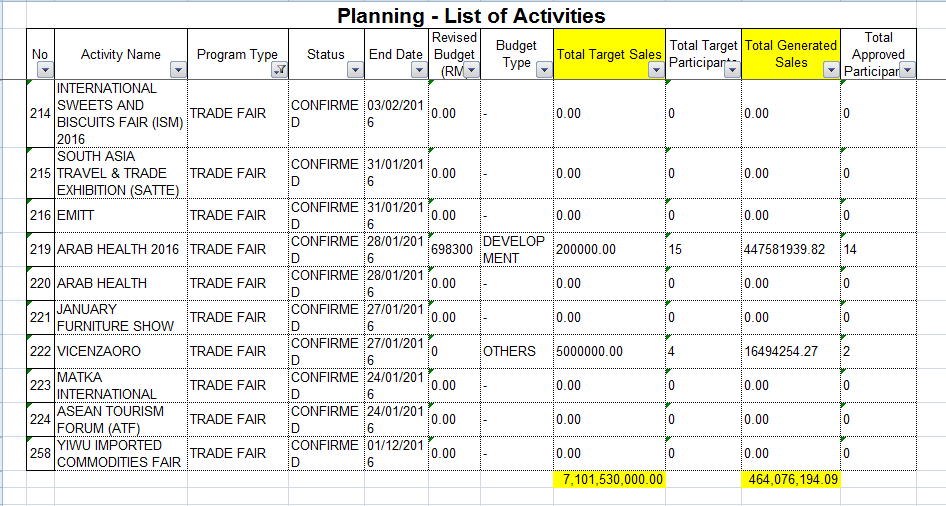 Planning - List of Activities
No Activity Name Program Type Status End Date Revised Budget (RM Budget Type Total Target Sales Total Target Participants Total Generated Sales Total Approved Participan
214 INTERNATIONAL SWEETS AND BISCUITS FAIR (ISM) 2016 TRADE FAIR CONFIRMED 03/02/2016 0.00 - 0.00 0 0.00 0
215 SOUTH ASIA TRAVEL & TRADE EXHIBITION (SATTE) TRADE FAIR CONFIRMED 31/01/2016 0.00 - 0.00 0 0.00 0
216 EMITT TRADE FAIR CONFIRMED 31/01/2016 0.00 - 0.00 0 0.00 0
219 ARAB HEALTH 2016 TRADE FAIR CONFIRMED 28/01/2016 698300 DEVELOPMENT 200000.00 15 447581939.82 14
220 ARAB HEALTH TRADE FAIR CONFIRMED 28/01/2016 0.00 - 0.00 0 0.00 0
221 JANUARY FURNITURE SHOW TRADE FAIR CONFIRMED 27/01/2016 0.00 - 0.00 0 0.00 0
222 VICENZAORO TRADE FAIR CONFIRMED 27/01/2016 0 OTHERS 5000000.00 4 16494254.27 2
223 MATKA INTERNATIONAL TRADE FAIR CONFIRMED 24/01/2016 0.00 - 0.00 0 0.00 0
224 ASEAN TOURISM FORUM (ATF) TRADE FAIR CONFIRMED 24/01/2016 0.00 - 0.00 0 0.00 0
258 YIWU IMPORTED COMMODITIES FAIR TRADE FAIR CONFIRMED 01/12/2016 0.00 - 0.00 0 0.00 0
7,101,530,000.00 464,076,194.09